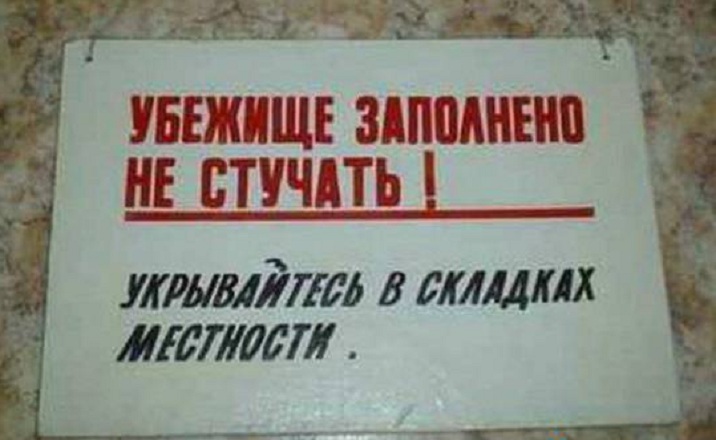 УБЕЖИЩЕ ЗАПОЛНЕНО
НЕ СТУЧАТЬ !
УКРЫВАЙТЕСЬ В СКЛАДКАХ
МЕСТНОСТИ .